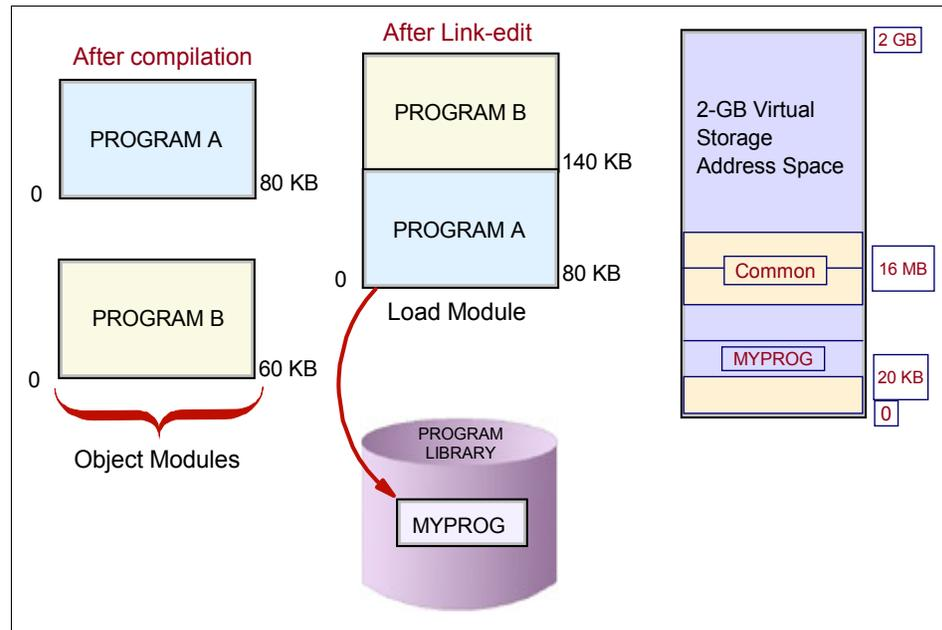 After compilation
PROGRAM A
0
80 KB
PROGRAM B
0
60 KB
Object Modules
After Link-edit
PROGRAM B
140 KB
PROGRAM A
0
80 KB
Load Module
PROGRAM
LIBRARY
MYPROG
2 GB
2-GB Virtual
Storage
Address Space
Common
16 MB
MYPROG
20 KB
0